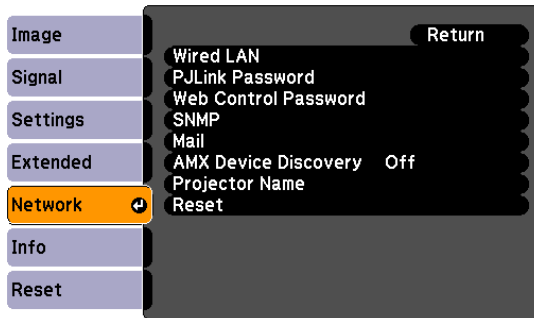 Image
Signal
Settings
Extended
Network
Info
Reset
Return
Wired LAN
PJLink Password
Web Control Password
SNMP
Mail
AMX Device Discovery Off
Projector Name
Reset